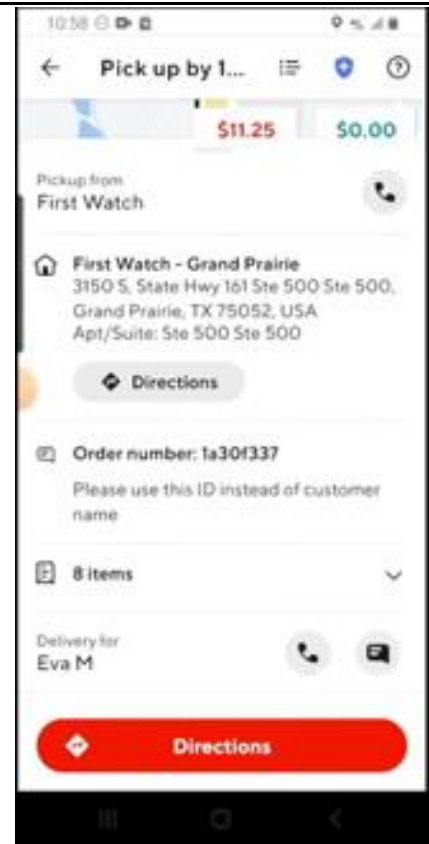 10:58
Pick up by 1...
$11.25 $0.00
Pickup from
First Watch
First Watch - Grand Prairie
3150 S, State Hwy 161 Ste 500 Ste 500,
Grand Prairie, TX 75052, USA
Apt/Suite: Ste 500 Ste 500
Directions
Order number: 1a30f337
Please use this ID instead of customer
name
8 items
Delivery for
Eva M
Directions